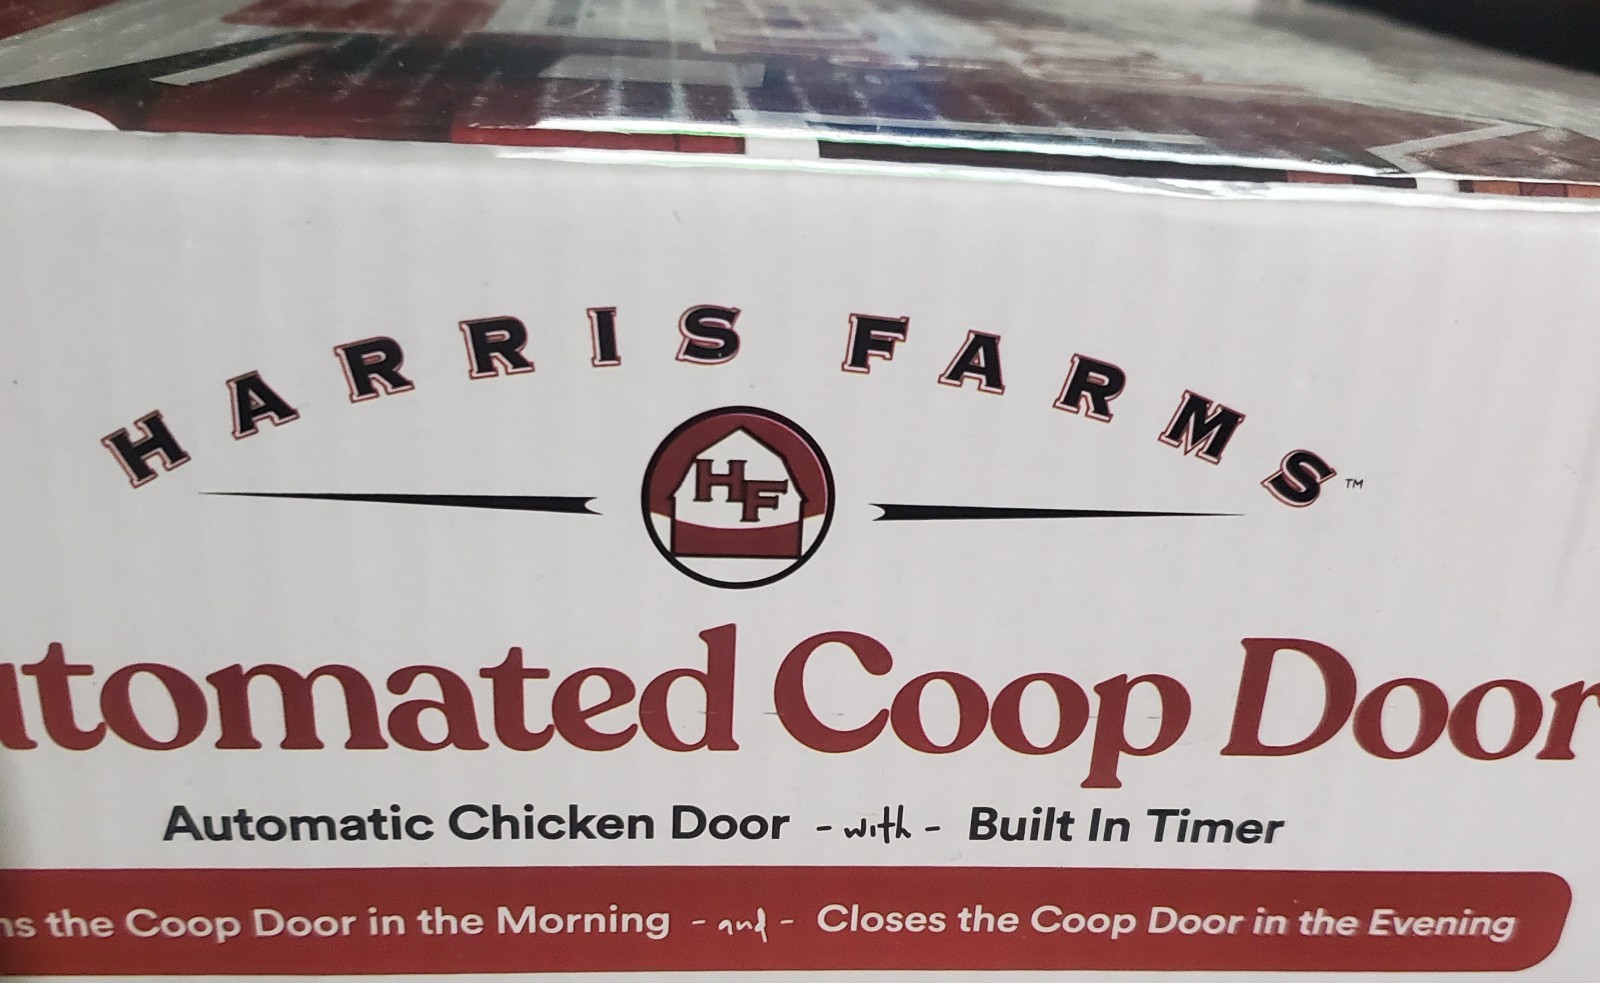 HARRIS FARMS™
HF
utomated Coop Door
Automatic Chicken Door - with - Built In Timer
ns the Coop Door in the Morning - and - Closes the Coop Door in the Evening